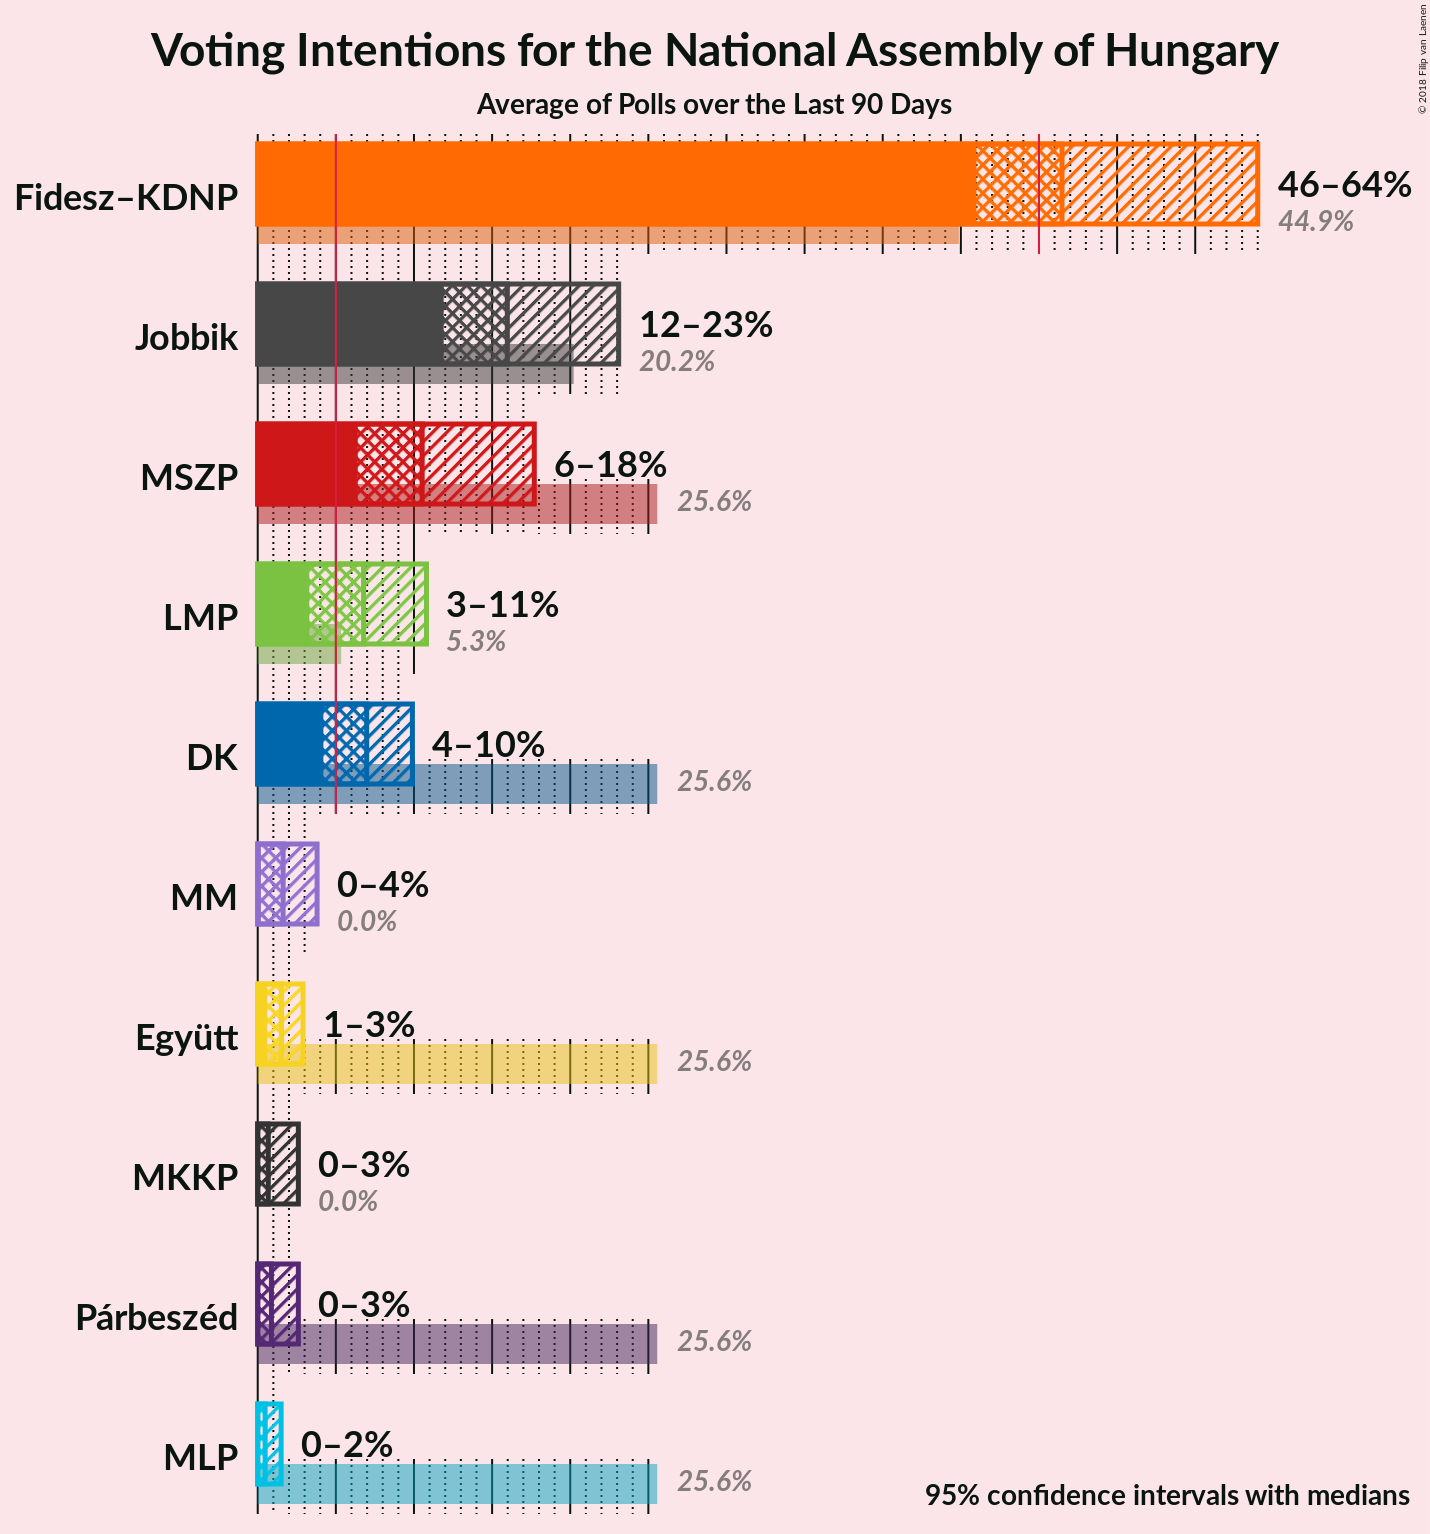 Voting Intentions for the National Assembly of Hungary
Average of Polls over the Last 90 Days
© 2018 Filip van Laenen
Fidesz–KDNP
46–64%
44.9%
Jobbik
12–23%
20.2%
MSZP
6–18%
25.6%
LMP
3–11%
5.3%
DK
4–10%
25.6%
MM
0–4%
0.0%
Együtt
1–3%
25.6%
MKKP
0–3%
0.0%
Párbeszéd
0–3%
25.6%
MLP
0–2%
25.6%
95% confidence intervals with medians